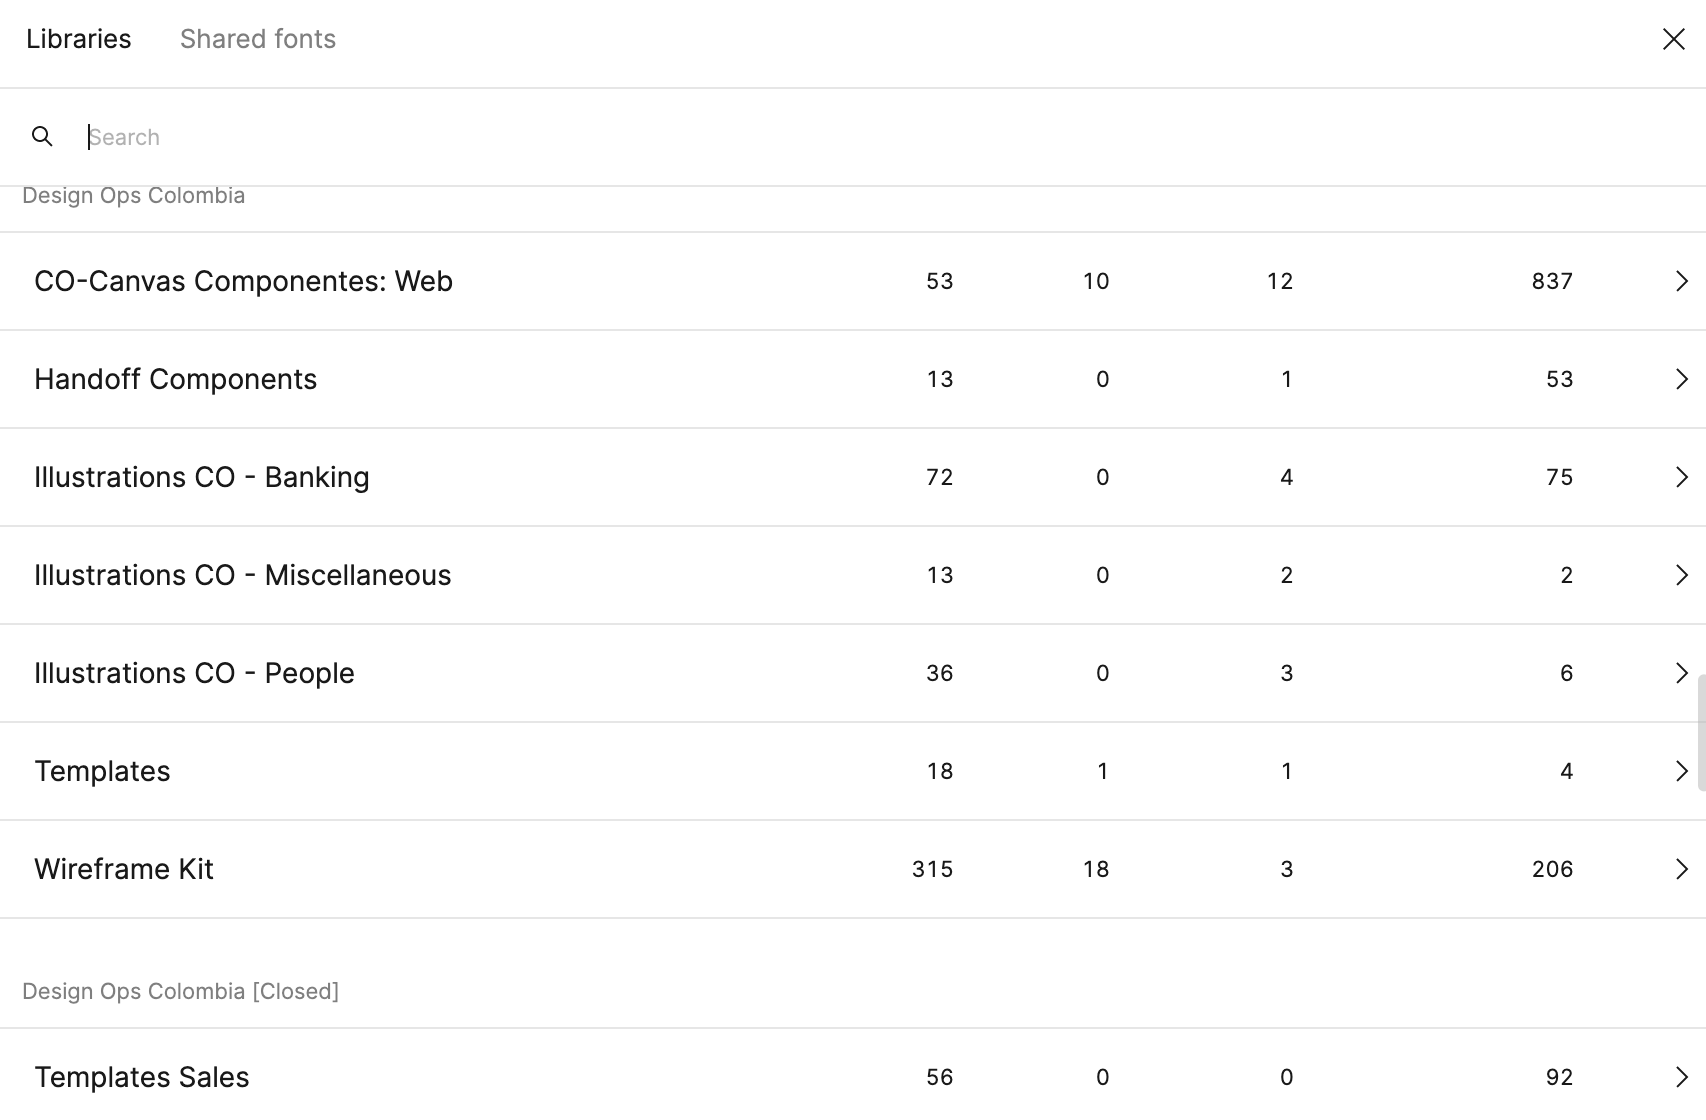 Libraries Shared fonts
Search
Design Ops Colombia
CO-Canvas Componentes: Web 53 10 12 837
Handoff Components 13 0 1 53
Illustrations CO - Banking 72 0 4 75
Illustrations CO - Miscellaneous 13 0 2 2
Illustrations CO - People 36 0 3 6
Templates 18 1 1 4
Wireframe Kit 315 18 3 206
Design Ops Colombia [Closed]
Templates Sales 56 0 0 92